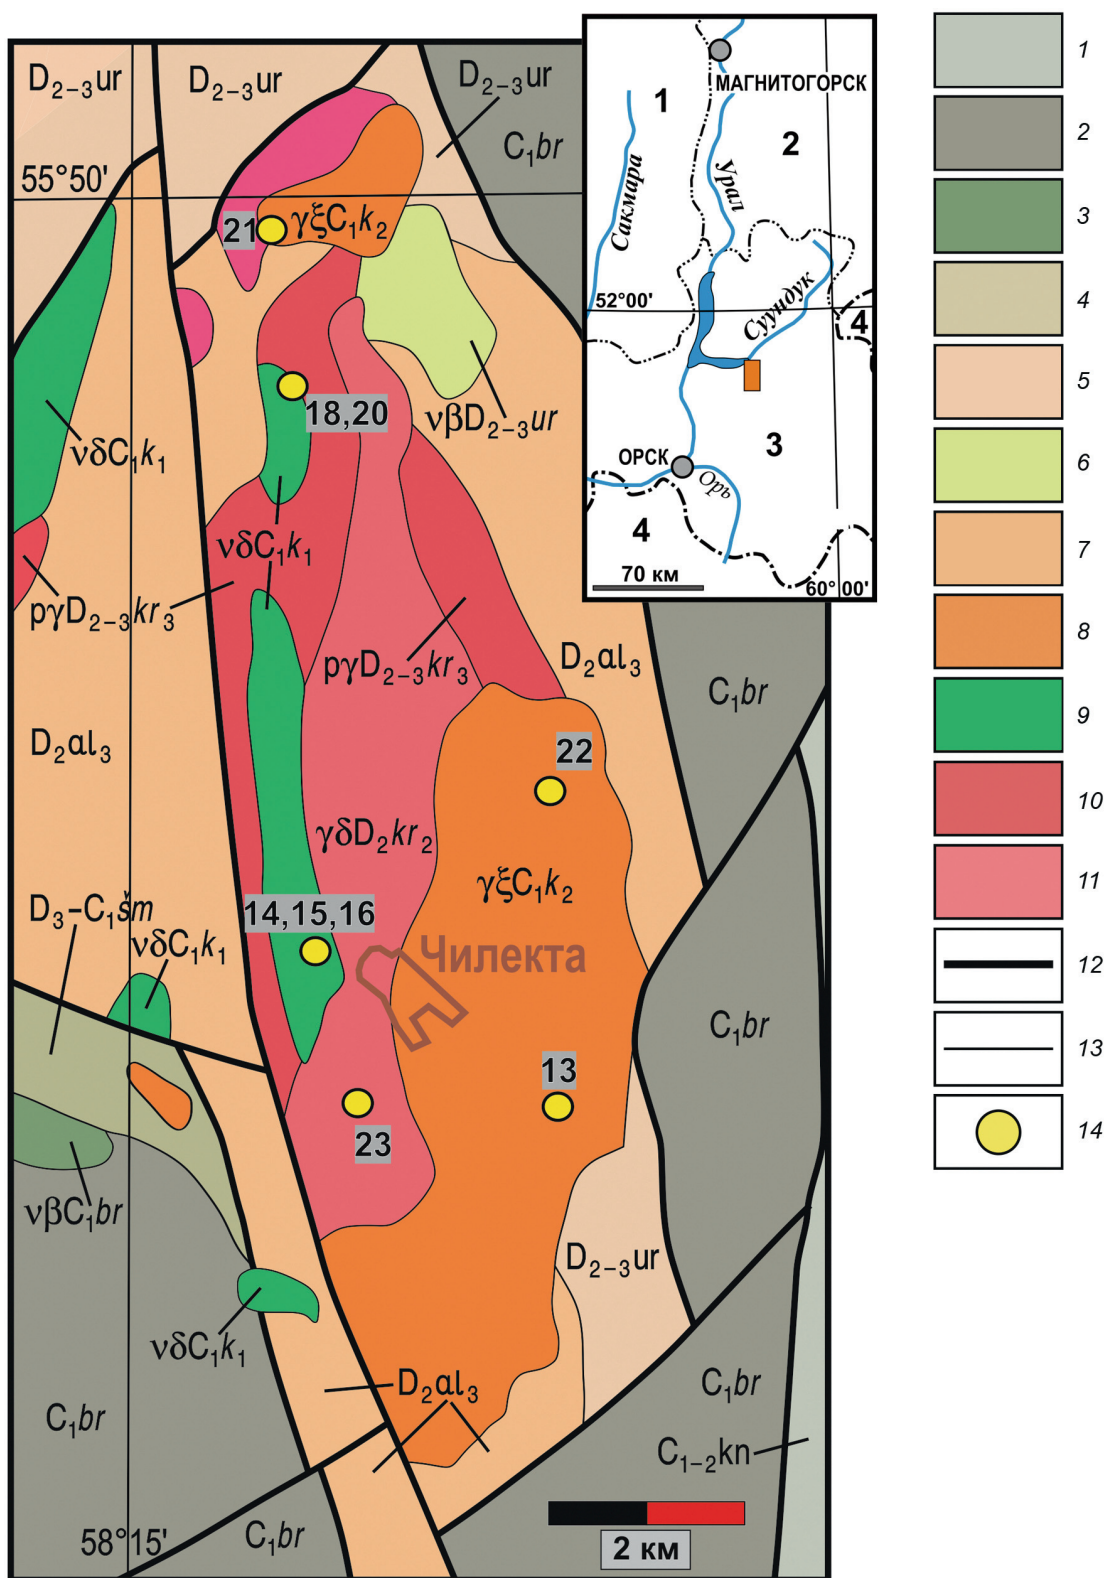 D₂₋₃ur
D₂₋₃ur
D₂₋₃ur
C₁br
55°50'
21
γξC₁k₂
18,20
νβD₂₋₃ur
νδC₁k₁
νδC₁k₁
pγD₂₋₃kr₃
pγD₂₋₃kr₃
D₂al₃
C₁br
D₂al₃
22
γδD₂kr₂
γξC₁k₂
D₃–C₁šm
14,15,16
νδC₁k₁
Чилекта
C₁br
13
23
νβC₁br
D₂₋₃ur
νδC₁k₁
D₂al₃
C₁br
C₁br
C₁₋₂kn
58°15'
C₁br
2 км
МАГНИТОГОРСК
1
2
Сакмара
Урал
52°00'
Суундук
4
3
ОРСК
Орь
4
70 км
60°00'
1
2
3
4
5
6
7
8
9
10
11
12
13
14